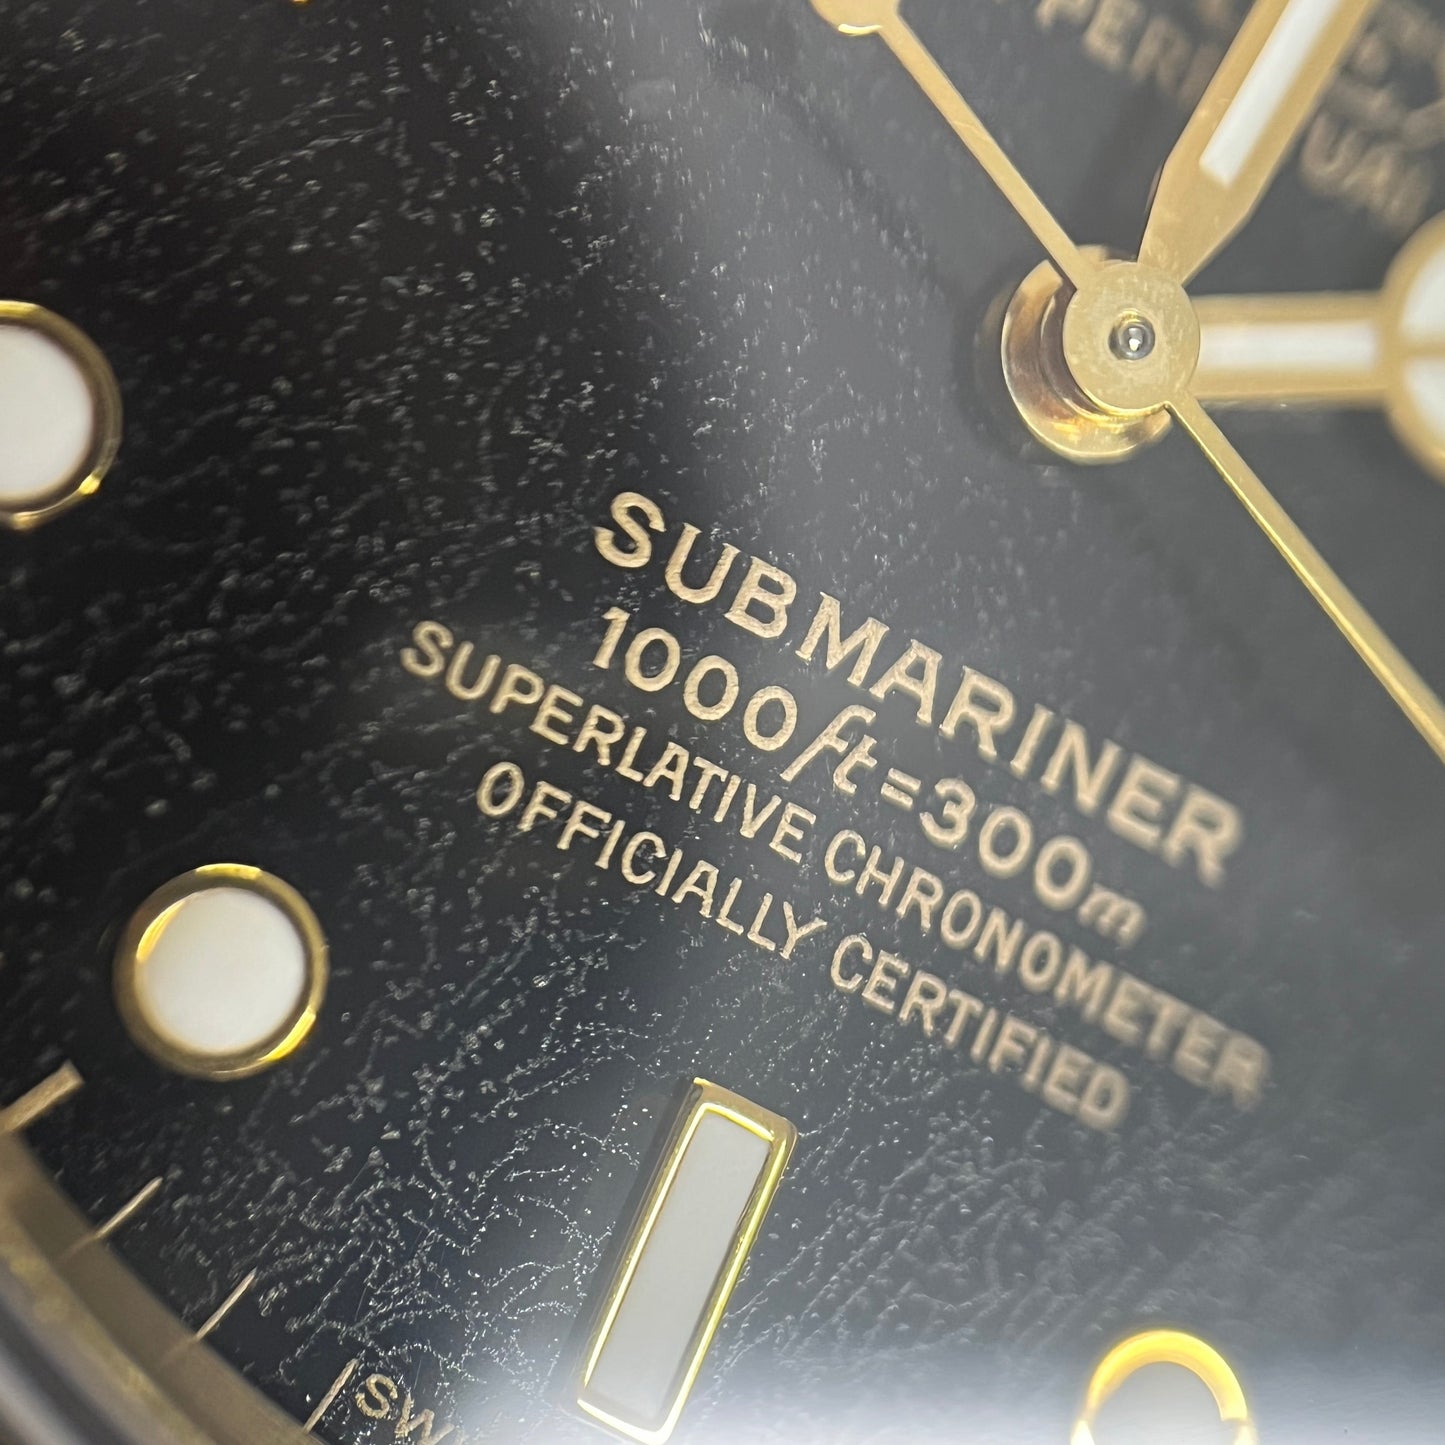 SUBMARINER
1000ft=300m
SUPERLATIVE CHRONOMETER
OFFICIALLY CERTIFIED